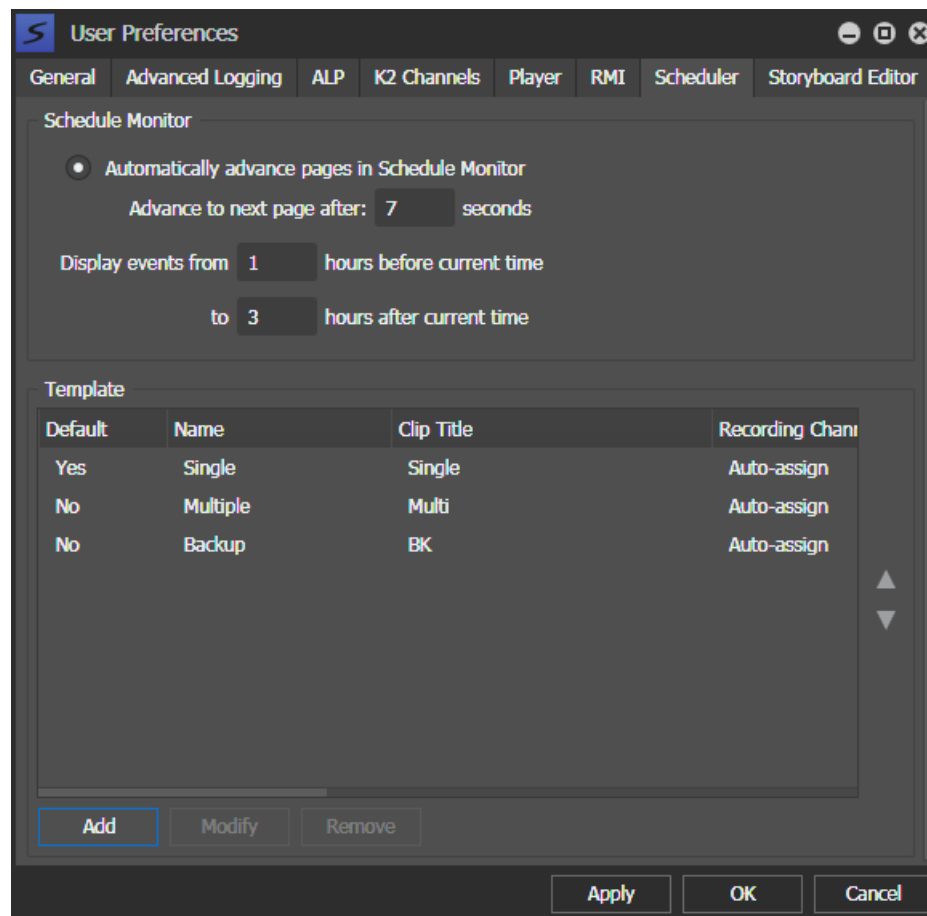 User Preferences
General Advanced Logging ALP K2 Channels Player RMI Scheduler Storyboard Editor
Schedule Monitor
Automatically advance pages in Schedule Monitor
Advance to next page after: 7 seconds
Display events from 1 hours before current time
to 3 hours after current time
Template
Default Name Clip Title Recording Chann
Yes Single Single Auto-assign
No Multiple Multi Auto-assign
No Backup BK Auto-assign
Add Modify Remove
Apply OK Cancel